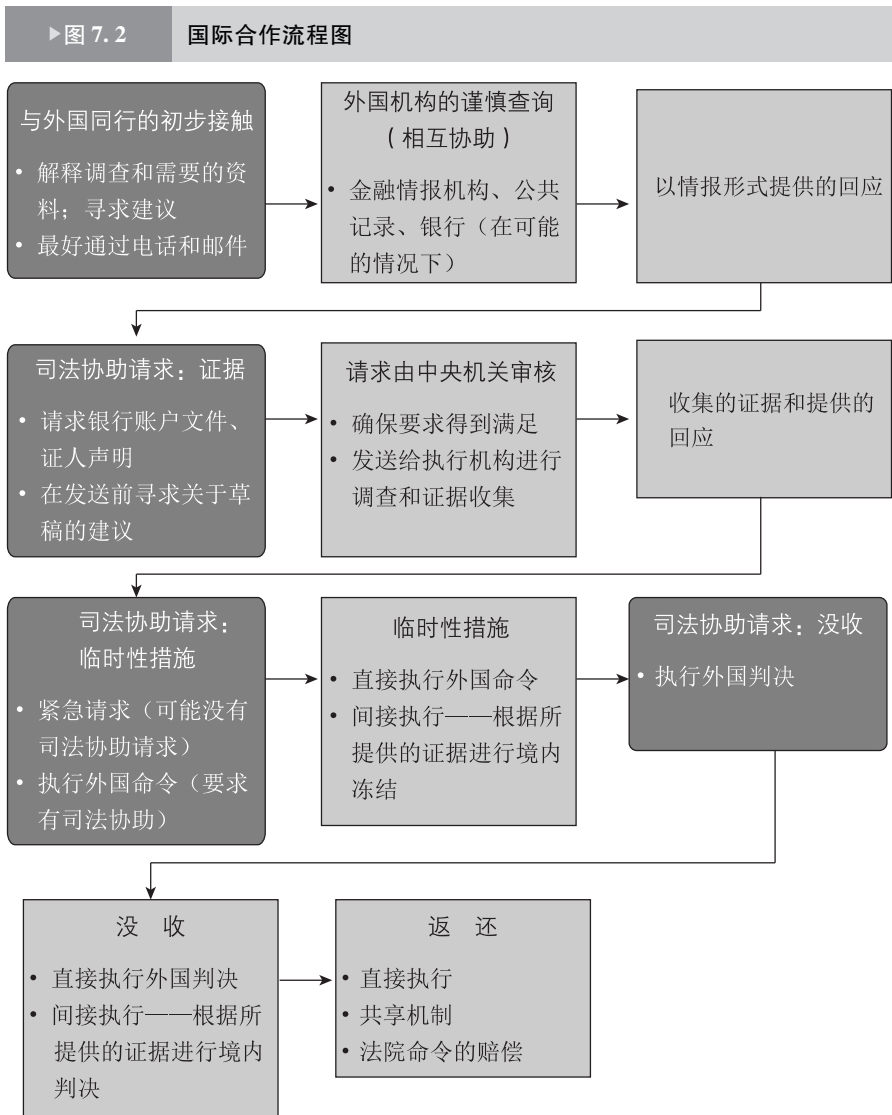 ▶图 7. 2 国际合作流程图
与外国同行的初步接触
• 解释调查和需要的资
料；寻求建议
• 最好通过电话和邮件
外国机构的谨慎查询
（相互协助）
• 金融情报机构、公共
记录、银行（在可能
的情况下）
以情报形式提供的回应
司法协助请求：证据
• 请求银行账户文件、
证人声明
• 在发送前寻求关于草
稿的建议
请求由中央机关审核
• 确保要求得到满足
• 发送给执行机构进行
调查和证据收集
收集的证据和提供的
回应
司法协助请求：
临时性措施
• 紧急请求（可能没有
司法协助请求）
• 执行外国命令（要求
有司法协助）
临时性措施
• 直接执行外国命令
• 间接执行——根据所
提供的证据进行境内
冻结
司法协助请求：没收
• 执行外国判决
没 收
• 直接执行外国判决
• 间接执行——根据所
提供的证据进行境内
判决
返 还
• 直接执行
• 共享机制
• 法院命令的赔偿